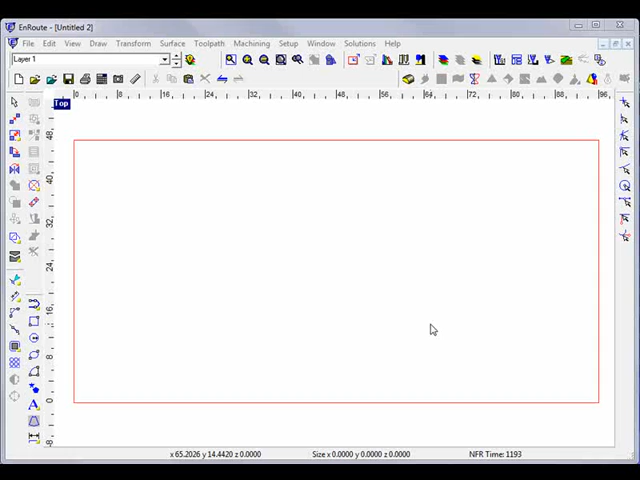 EnRoute - [Untitled 2]
File Edit View Draw Transform Surface Toolpath Machining Setup Window Solutions Help
Layer 1
Top
0 8 16 24 32 40 48 56 64 72 80 88 96
48
40
32
24
16
8
0
-8
x 65.2026 y 14.4420 z 0.0000 Size x 0.0000 y 0.0000 z 0.0000 NFR Time: 1193